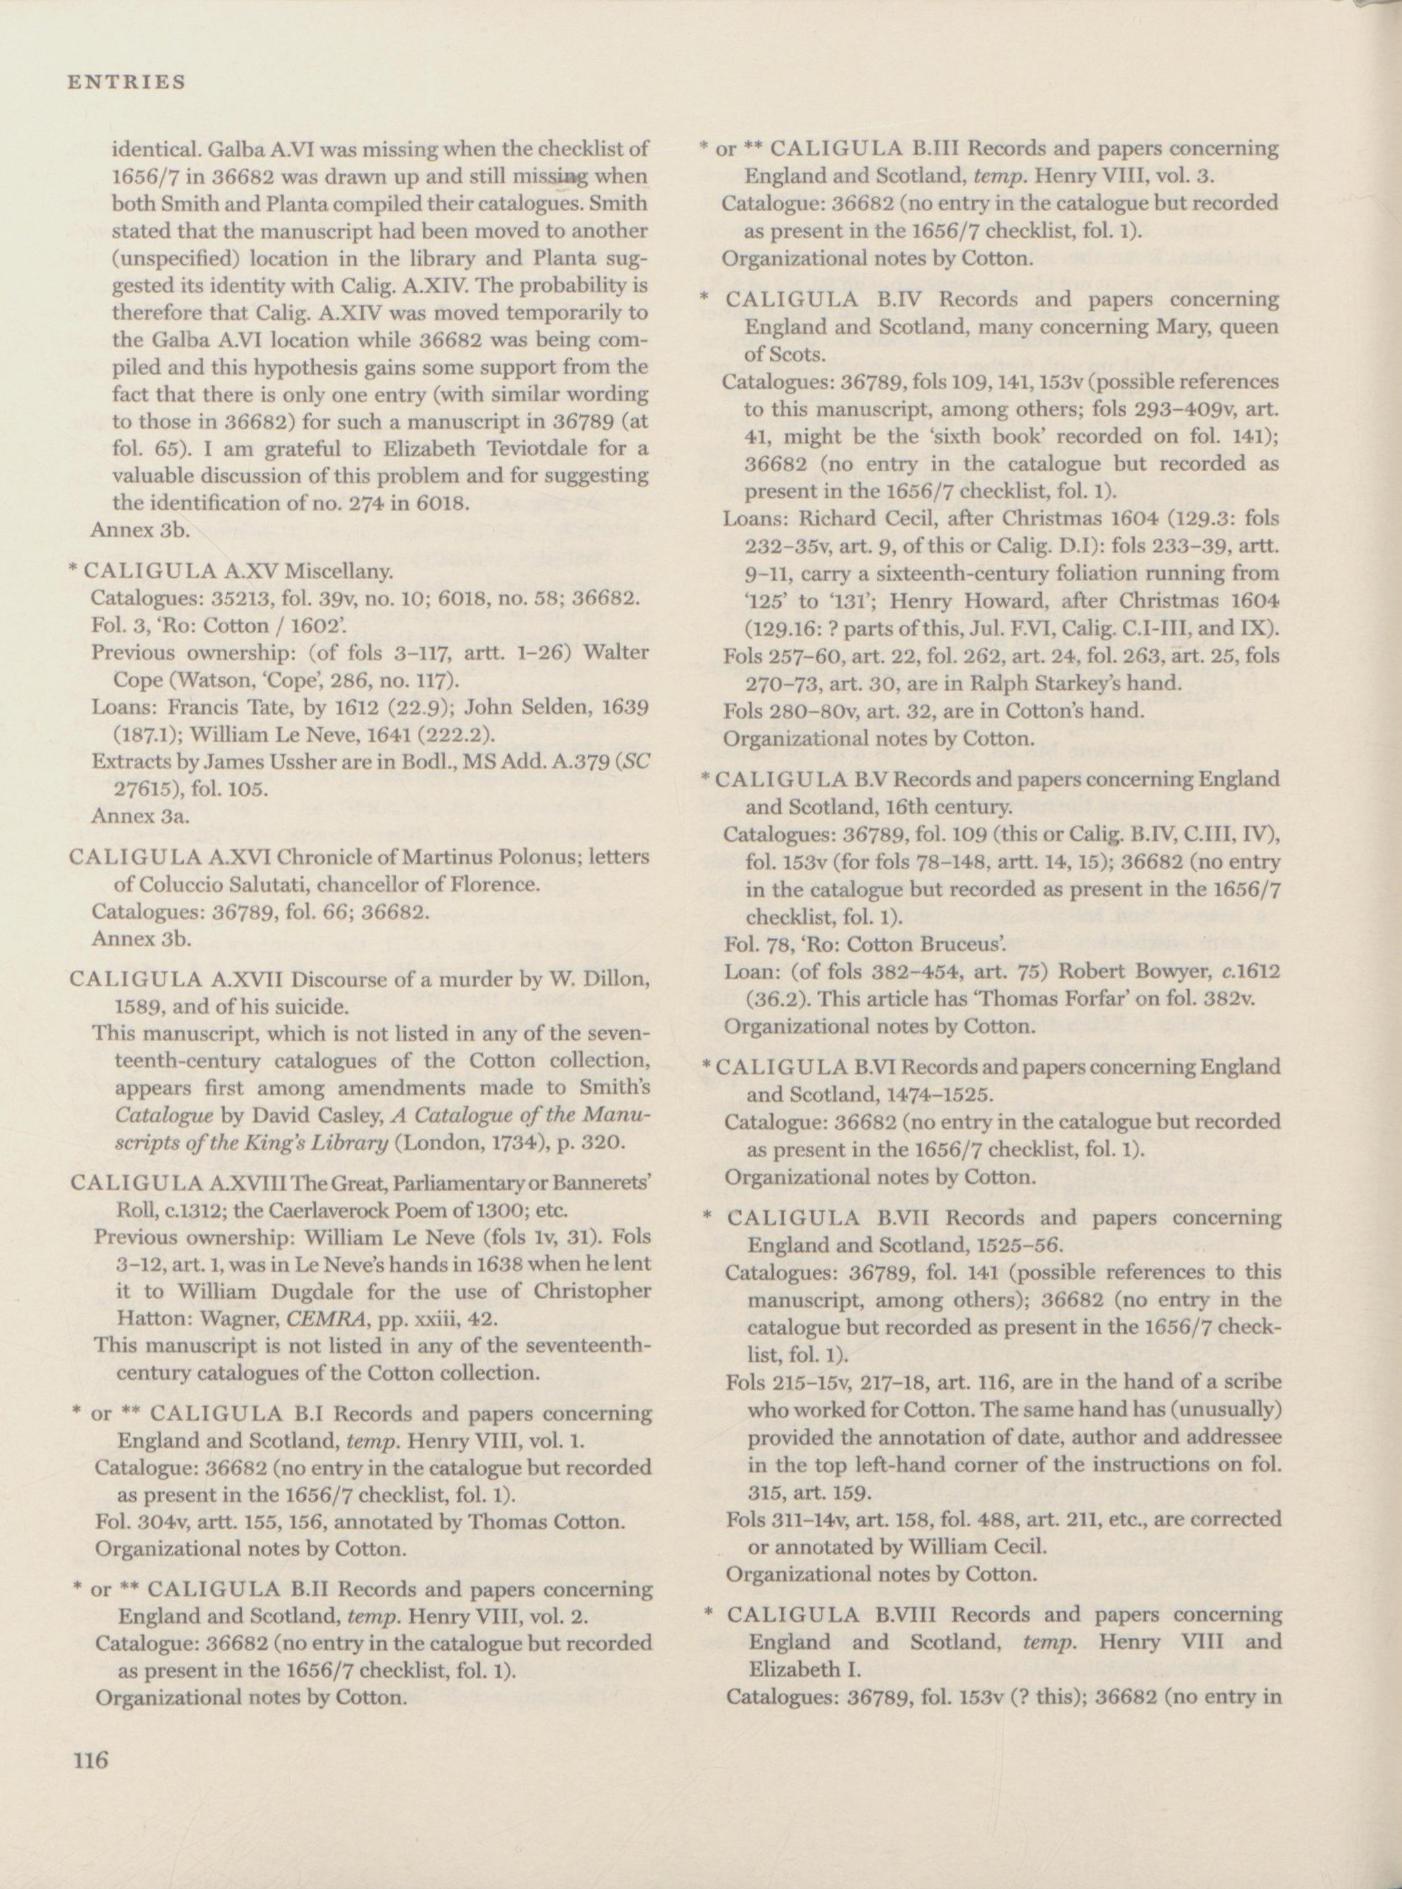 ENTRIES
identical. Galba A.VI was missing when the checklist of
1656/7 in 36682 was drawn up and still missing when
both Smith and Planta compiled their catalogues. Smith
stated that the manuscript had been moved to another
(unspecified) location in the library and Planta sug-
gested its identity with Calig. A.XIV. The probability is
therefore that Calig. A.XIV was moved temporarily to
the Galba A.VI location while 36682 was being com-
piled and this hypothesis gains some support from the
fact that there is only one entry (with similar wording
to those in 36682) for such a manuscript in 36789 (at
fol. 65). I am grateful to Elizabeth Teviotdale for a
valuable discussion of this problem and for suggesting
the identification of no. 274 in 6018.
Annex 3b.
* CALIGULA A.XV Miscellany.
Catalogues: 35213, fol. 39v, no. 10; 6018, no. 58; 36682.
Fol. 3, ‘Ro: Cotton / 1602’.
Previous ownership: (of fols 3–117, artt. 1–26) Walter
Cope (Watson, ‘Cope’, 286, no. 117).
Loans: Francis Tate, by 1612 (22.9); John Selden, 1639
(187.1); William Le Neve, 1641 (222.2).
Extracts by James Ussher are in Bodl., MS Add. A.379 (SC
27615), fol. 105.
Annex 3a.
CALIGULA A.XVI Chronicle of Martinus Polonus; letters
of Coluccio Salutati, chancellor of Florence.
Catalogues: 36789, fol. 66; 36682.
Annex 3b.
CALIGULA A.XVII Discourse of a murder by W. Dillon,
1589, and of his suicide.
This manuscript, which is not listed in any of the seven-
teenth-century catalogues of the Cotton collection,
appears first among amendments made to Smith’s
Catalogue by David Casley, A Catalogue of the Manu-
scripts of the King’s Library (London, 1734), p. 320.
CALIGULA A.XVIII The Great, Parliamentary or Bannerets’
Roll, c.1312; the Caerlaverock Poem of 1300; etc.
Previous ownership: William Le Neve (fols 1v, 31). Fols
3–12, art. 1, was in Le Neve’s hands in 1638 when he lent
it to William Dugdale for the use of Christopher
Hatton: Wagner, CEMRA, pp. xxiii, 42.
This manuscript is not listed in any of the seventeenth-
century catalogues of the Cotton collection.
* or ** CALIGULA B.I Records and papers concerning
England and Scotland, temp. Henry VIII, vol. 1.
Catalogue: 36682 (no entry in the catalogue but recorded
as present in the 1656/7 checklist, fol. 1).
Fol. 304v, artt. 155, 156, annotated by Thomas Cotton.
Organizational notes by Cotton.
* or ** CALIGULA B.II Records and papers concerning
England and Scotland, temp. Henry VIII, vol. 2.
Catalogue: 36682 (no entry in the catalogue but recorded
as present in the 1656/7 checklist, fol. 1).
Organizational notes by Cotton.
* or ** CALIGULA B.III Records and papers concerning
England and Scotland, temp. Henry VIII, vol. 3.
Catalogue: 36682 (no entry in the catalogue but recorded
as present in the 1656/7 checklist, fol. 1).
Organizational notes by Cotton.
* CALIGULA B.IV Records and papers concerning
England and Scotland, many concerning Mary, queen
of Scots.
Catalogues: 36789, fols 109, 141, 153v (possible references
to this manuscript, among others; fols 293–409v, art.
41, might be the ‘sixth book’ recorded on fol. 141);
36682 (no entry in the catalogue but recorded as
present in the 1656/7 checklist, fol. 1).
Loans: Richard Cecil, after Christmas 1604 (129.3: fols
232–35v, art. 9, of this or Calig. D.I): fols 233–39, artt.
9–11, carry a sixteenth-century foliation running from
‘125’ to ‘131’; Henry Howard, after Christmas 1604
(129.16: ? parts of this, Jul. F.VI, Calig. C.I-III, and IX).
Fols 257–60, art. 22, fol. 262, art. 24, fol. 263, art. 25, fols
270–73, art. 30, are in Ralph Starkey’s hand.
Fols 280–80v, art. 32, are in Cotton’s hand.
Organizational notes by Cotton.
* CALIGULA B.V Records and papers concerning England
and Scotland, 16th century.
Catalogues: 36789, fol. 109 (this or Calig. B.IV, C.III, IV),
fol. 153v (for fols 78–148, artt. 14, 15); 36682 (no entry
in the catalogue but recorded as present in the 1656/7
checklist, fol. 1).
Fol. 78, ‘Ro: Cotton Bruceus’.
Loan: (of fols 382–454, art. 75) Robert Bowyer, c.1612
(36.2). This article has ‘Thomas Forfar’ on fol. 382v.
Organizational notes by Cotton.
* CALIGULA B.VI Records and papers concerning England
and Scotland, 1474–1525.
Catalogue: 36682 (no entry in the catalogue but recorded
as present in the 1656/7 checklist, fol. 1).
Organizational notes by Cotton.
* CALIGULA B.VII Records and papers concerning
England and Scotland, 1525–56.
Catalogues: 36789, fol. 141 (possible references to this
manuscript, among others); 36682 (no entry in the
catalogue but recorded as present in the 1656/7 check-
list, fol. 1).
Fols 215–15v, 217–18, art. 116, are in the hand of a scribe
who worked for Cotton. The same hand has (unusually)
provided the annotation of date, author and addressee
in the top left-hand corner of the instructions on fol.
315, art. 159.
Fols 311–14v, art. 158, fol. 488, art. 211, etc., are corrected
or annotated by William Cecil.
Organizational notes by Cotton.
* CALIGULA B.VIII Records and papers concerning
England and Scotland, temp. Henry VIII and
Elizabeth I.
Catalogues: 36789, fol. 153v (? this); 36682 (no entry in
116